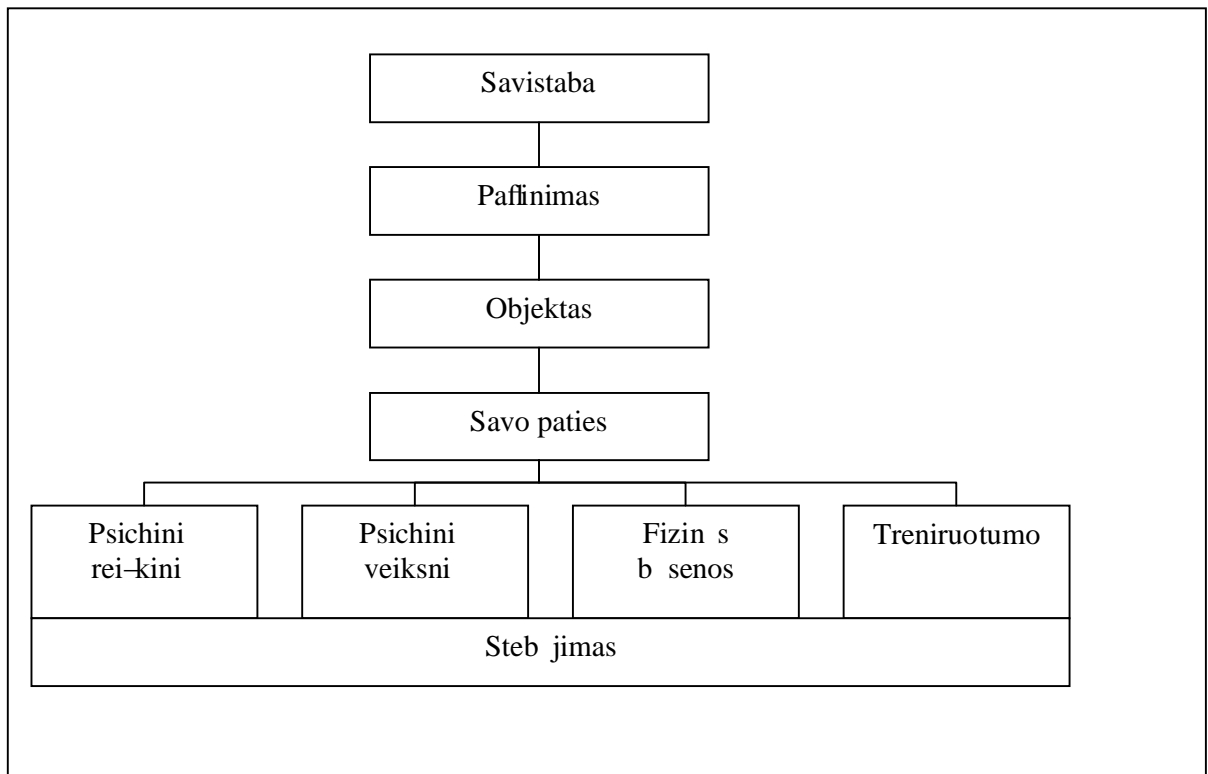 Savistaba
Paflinimas
Objektas
Savo paties
Psichini
rei–kini
Psichini
veiksni
Fizin s
b senos
Treniruotumo
Steb jimas